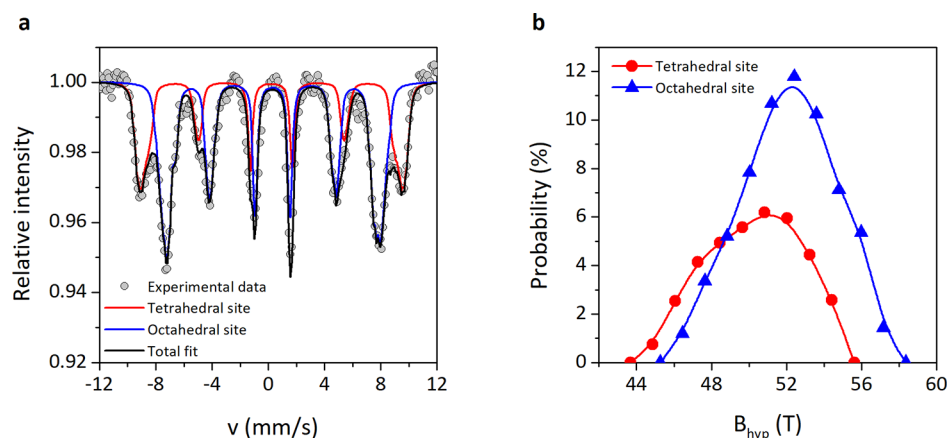 a
1.00
0.98
0.96
0.94
0.92
Relative intensity
Experimental data
Tetrahedral site
Octahedral site
Total fit
-12 -8 -4 0 4 8 12
v (mm/s)
b
12
10
8
6
4
2
0
Probability (%)
Tetrahedral site
Octahedral site
44 48 52 56 60
B_hyp (T)